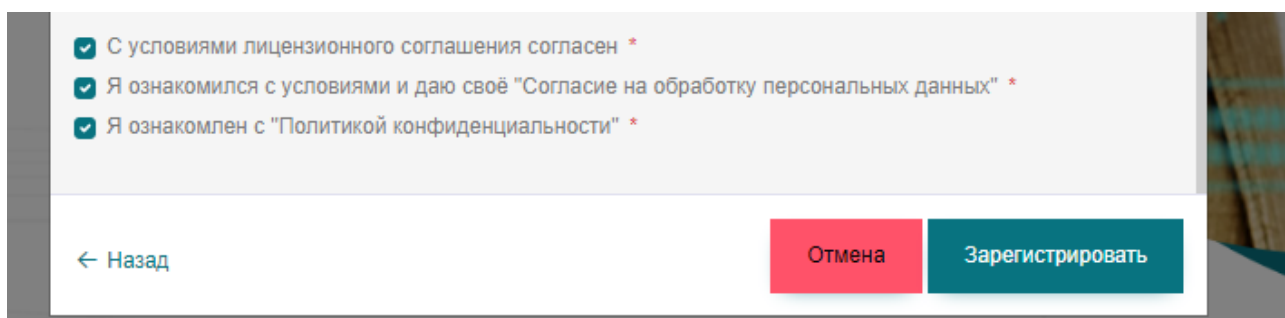 С условиями лицензионного соглашения согласен *
Я ознакомился с условиями и даю своё "Согласие на обработку персональных данных" *
Я ознакомлен с "Политикой конфиденциальности" *
← Назад
Отмена
Зарегистрировать